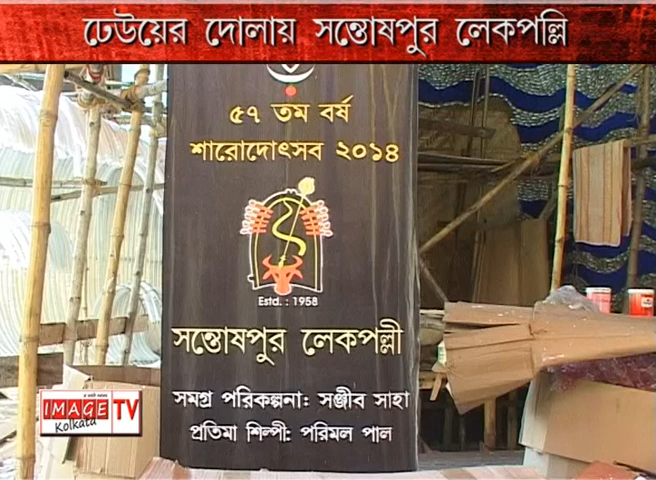 ঢেউয়ের দোলায় সন্তোষপুর লেকপল্লি
৫৭ তম বর্ষ
শারোদোৎসব ২০১৪
Estd. : 1958
সন্তোষপুর লেকপল্লী
সমগ্র পরিকল্পনা: সঞ্জীব সাহা
প্রতিমা শিল্পী: পরিমল পাল
IMAGE TV
Kolkata